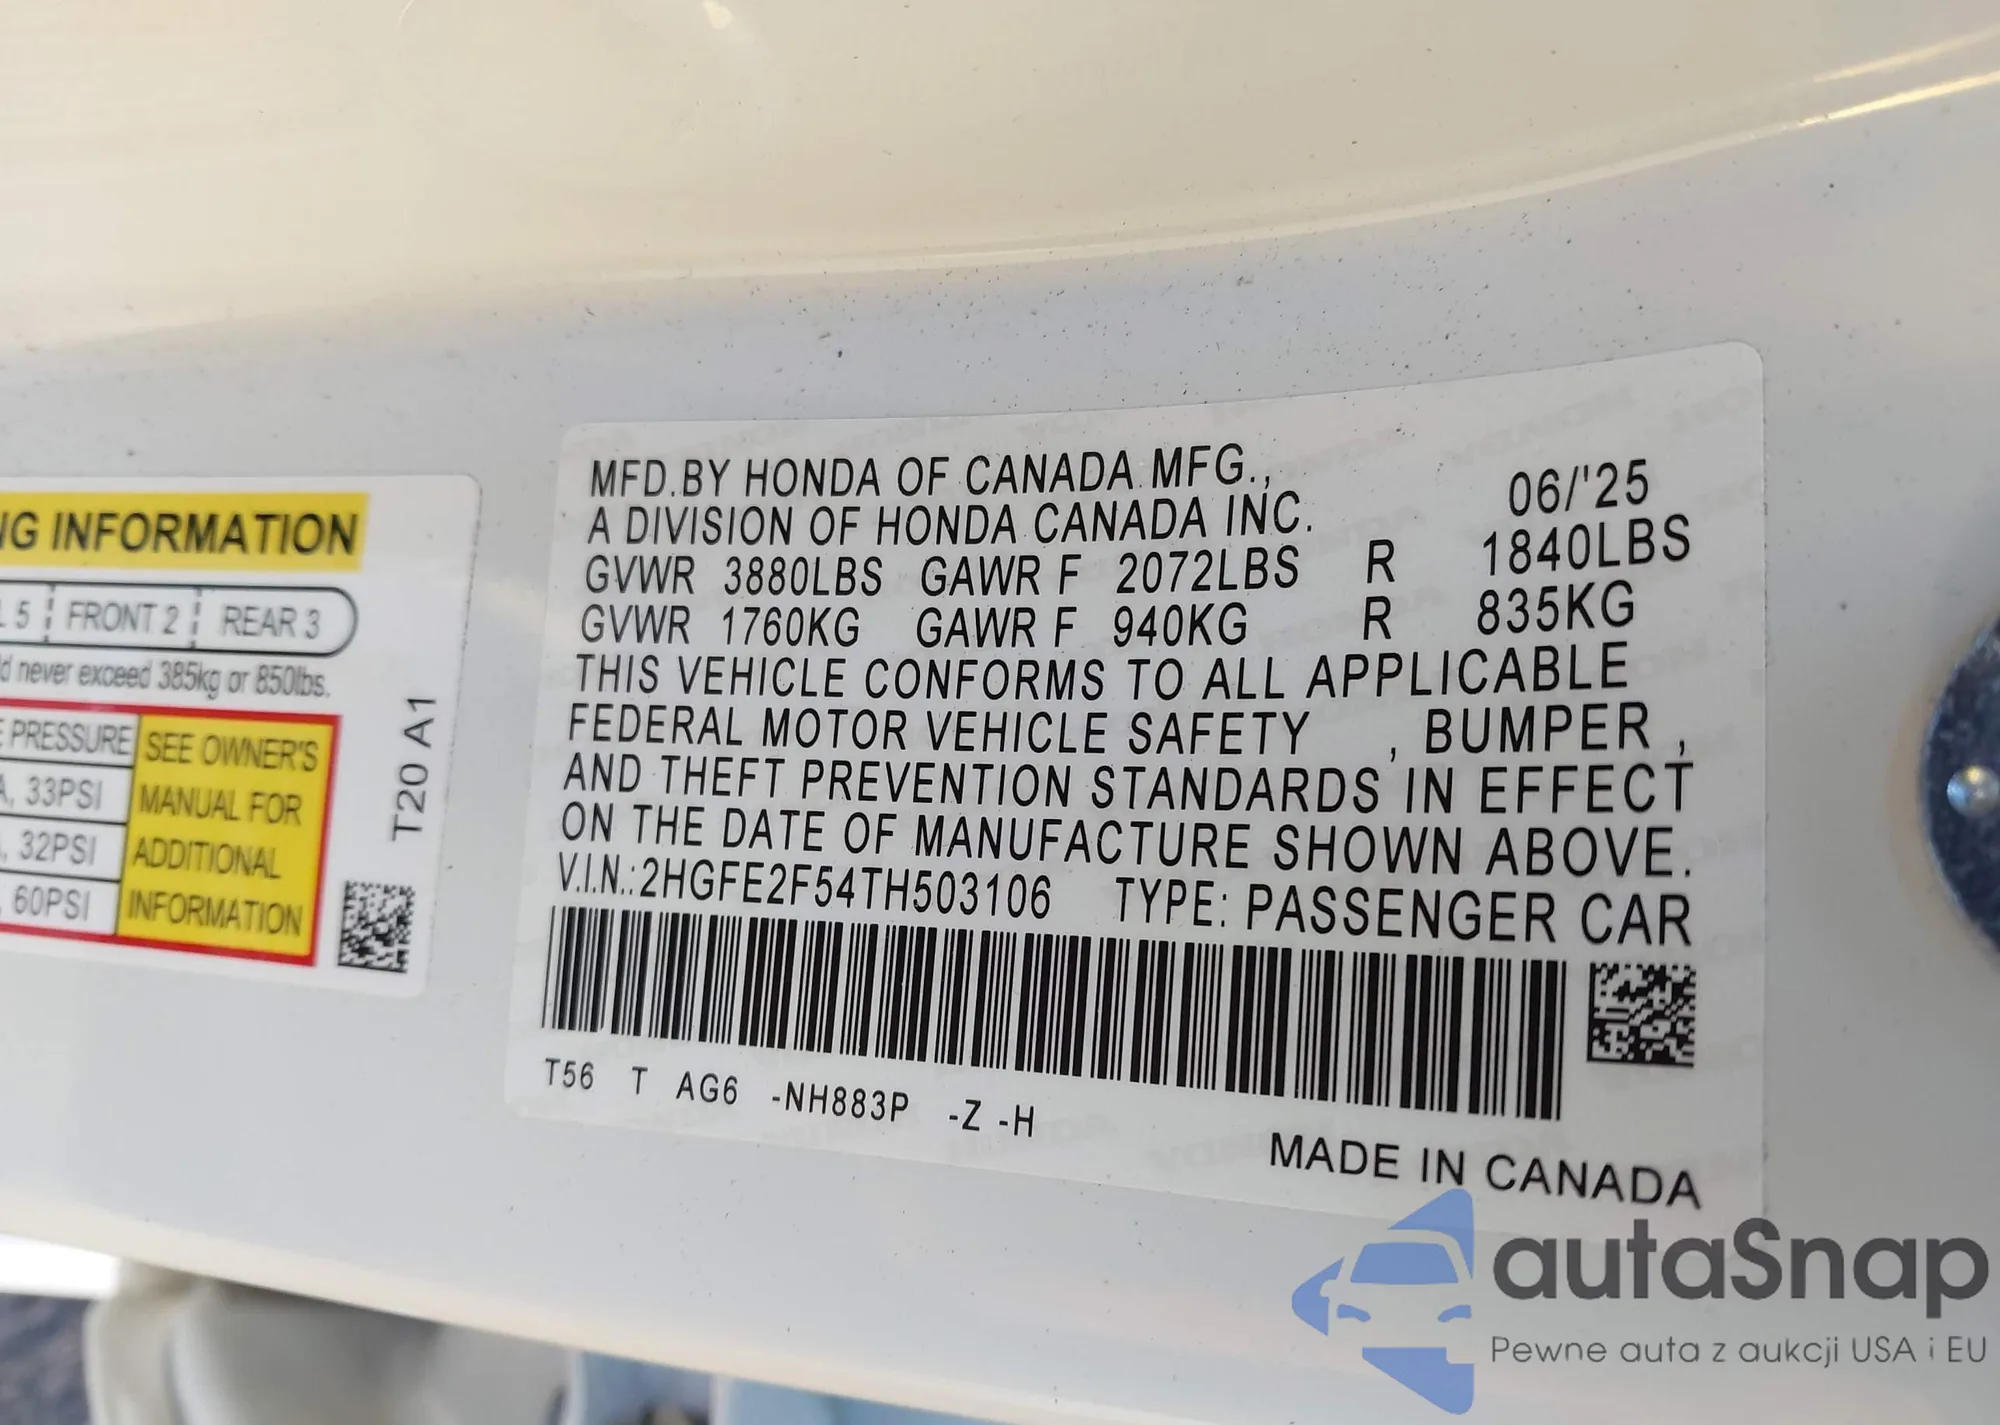 NG INFORMATION
L 5 FRONT 2 REAR 3
d never exceed 385kg or 850lbs.
E PRESSURE
A, 33PSI
, 32PSI
, 60PSI
SEE OWNER'S
MANUAL FOR
ADDITIONAL
INFORMATION
T20 A1
MFD.BY HONDA OF CANADA MFG., 06/'25
A DIVISION OF HONDA CANADA INC.
GVWR 3880LBS GAWR F 2072LBS R 1840LBS
GVWR 1760KG GAWR F 940KG R 835KG
THIS VEHICLE CONFORMS TO ALL APPLICABLE
FEDERAL MOTOR VEHICLE SAFETY , BUMPER ,
AND THEFT PREVENTION STANDARDS IN EFFECT
ON THE DATE OF MANUFACTURE SHOWN ABOVE.
V.I.N.:2HGFE2F54TH503106 TYPE: PASSENGER CAR
T56 T AG6 -NH883P -Z -H
MADE IN CANADA
autaSnap
Pewne auta z aukcji USA i EU